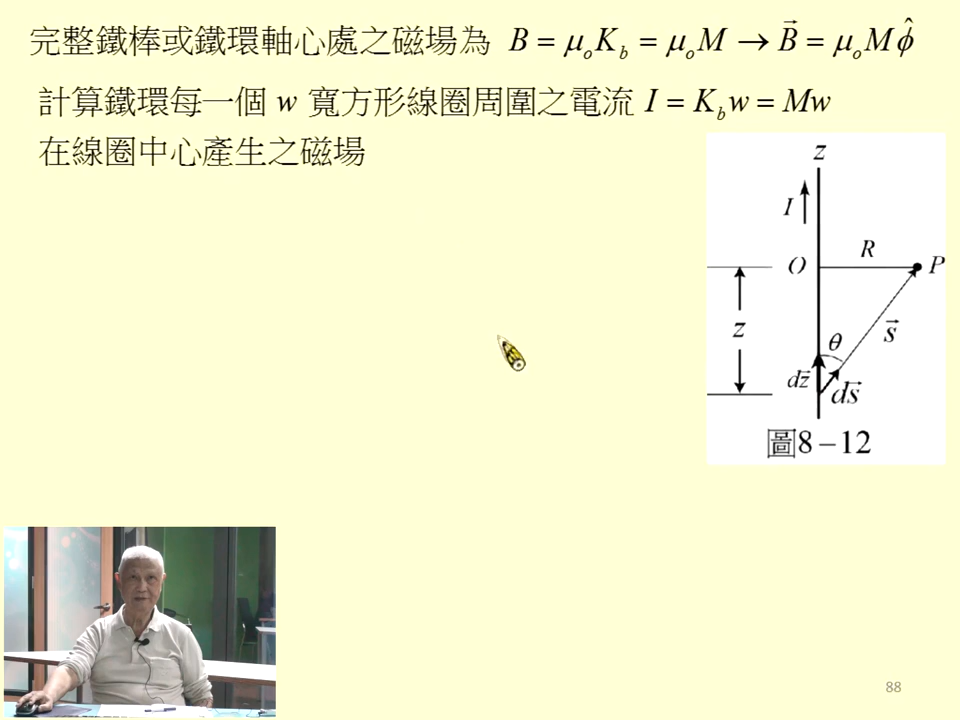 完整鐵棒或鐵環軸心處之磁場為 B = μₒK_b = μₒM → B⃗ = μₒMϕ̂
計算鐵環每一個 w 寬方形線圈周圍之電流 I = K_b w = Mw
在線圈中心產生之磁場
z
I
O
R
P
z
θ
s⃗
dz⃗
ds⃗
圖8－12
88